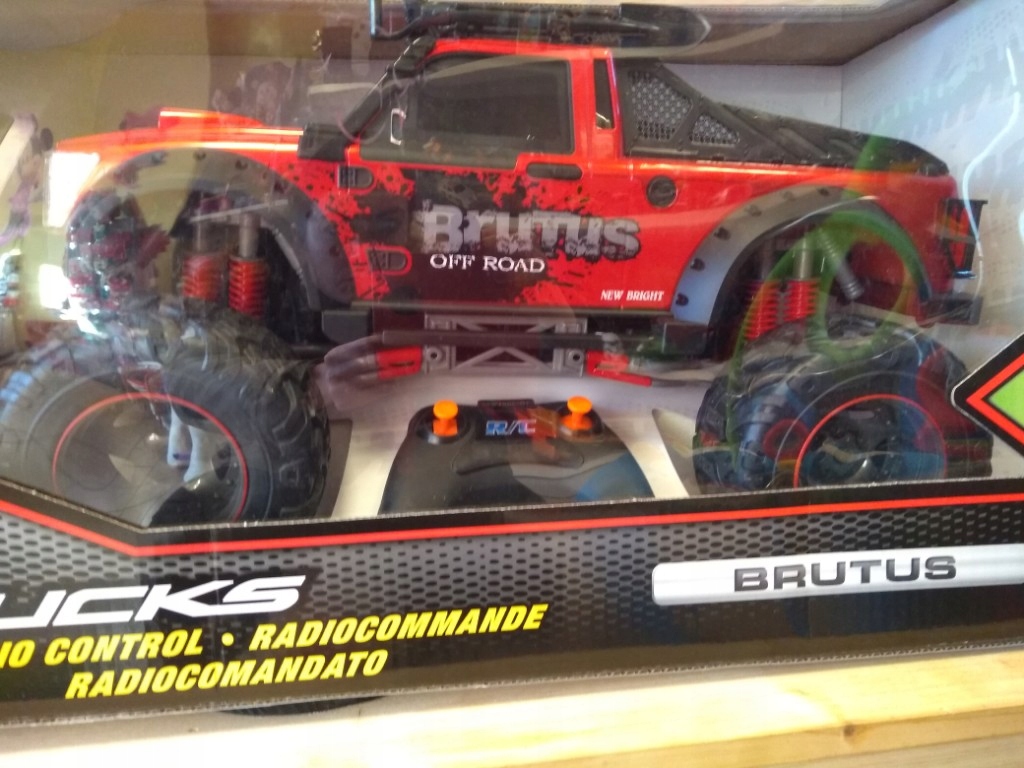 BRUTUS
OFF ROAD
NEW BRIGHT
R/C
UCKS
IO CONTROL • RADIOCOMMANDE
RADIOCOMANDATO
BRUTUS